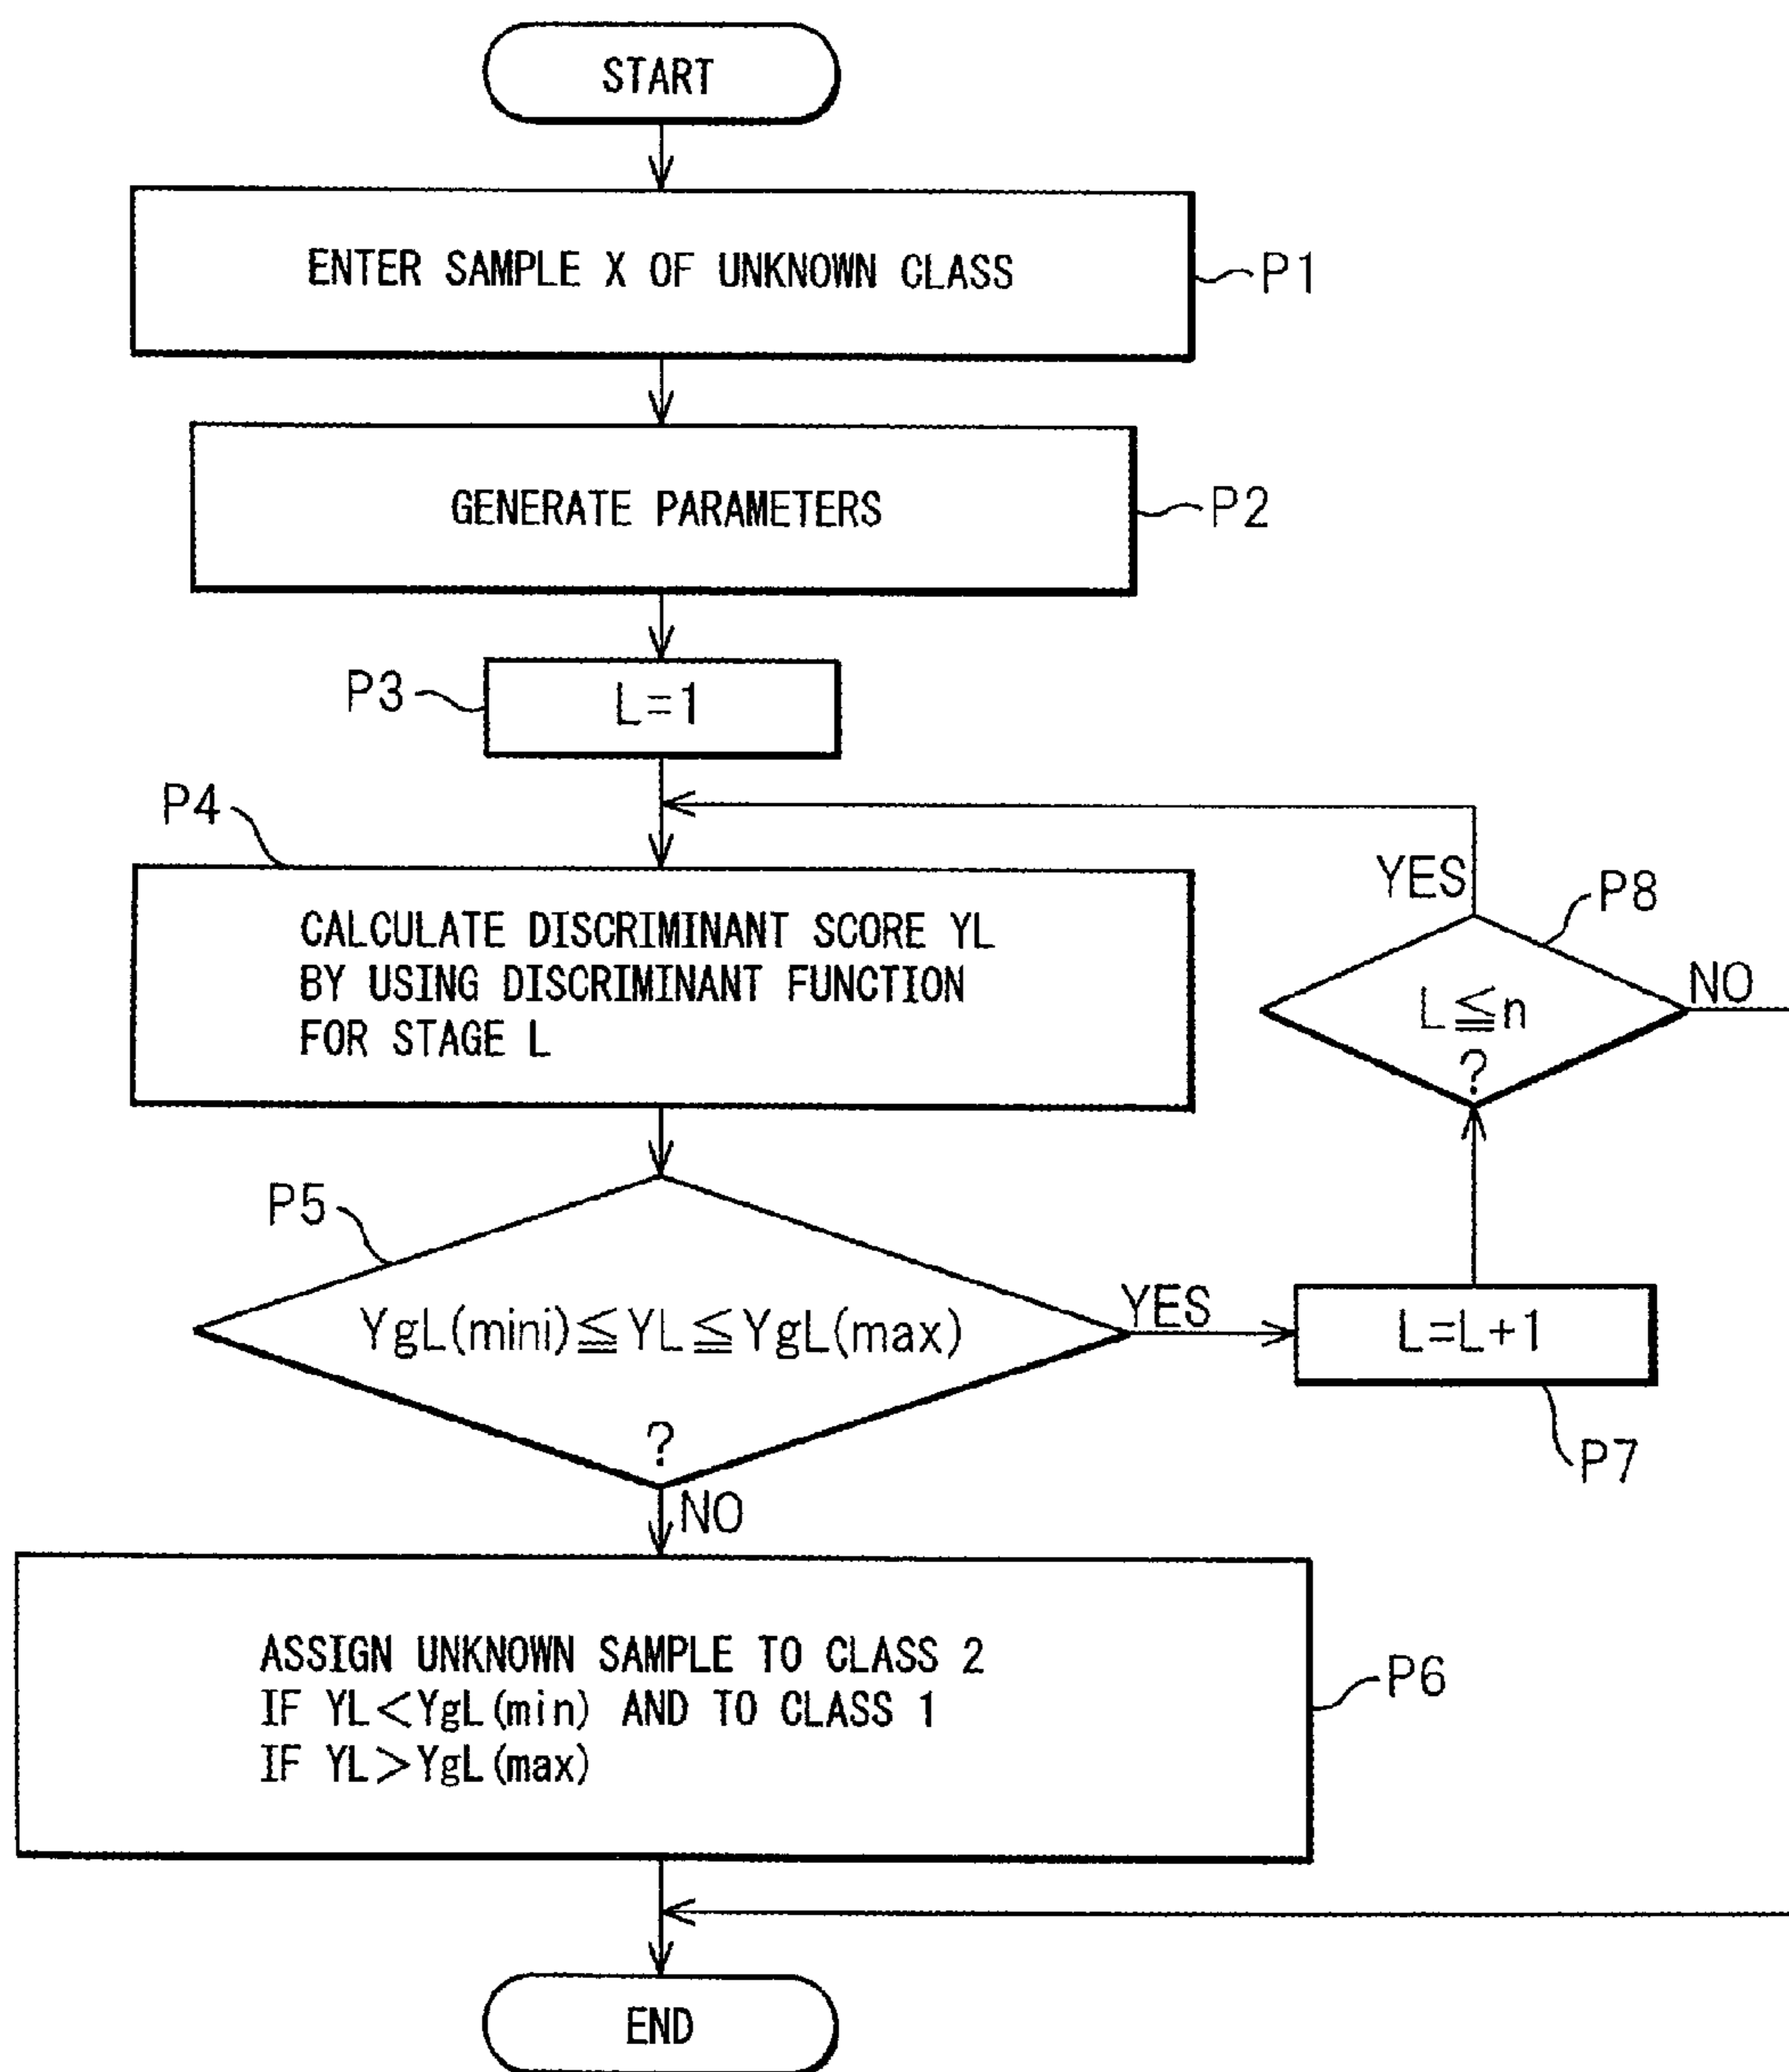 START
ENTER SAMPLE X OF UNKNOWN CLASS
P1
GENERATE PARAMETERS
P2
P3
L=1
P4
CALCULATE DISCRIMINANT SCORE YL
BY USING DISCRIMINANT FUNCTION
FOR STAGE L
YES
P8
L≦n
?
NO
P5
YgL(mini)≦YL≦YgL(max)
?
YES
L=L+1
P7
NO
ASSIGN UNKNOWN SAMPLE TO CLASS 2
IF YL<YgL(min) AND TO CLASS 1
IF YL>YgL(max)
P6
END